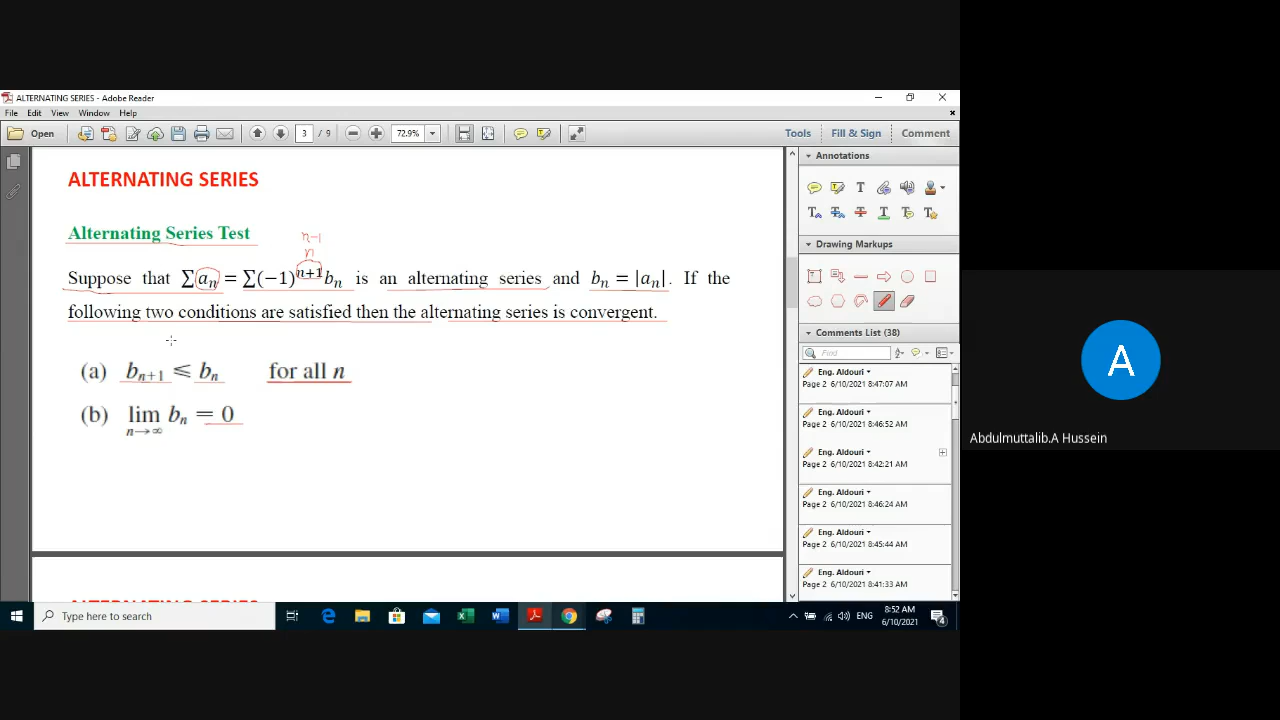 ALTERNATING SERIES - Adobe Reader
File Edit View Window Help
Open 3 / 9 72.9% Tools Fill & Sign Comment
ALTERNATING SERIES
Alternating Series Test
n-1
n
Suppose that ∑ aₙ = ∑(−1)ⁿ⁺¹ bₙ is an alternating series and bₙ = |aₙ|. If the
following two conditions are satisfied then the alternating series is convergent.
(a) bₙ₊₁ ⩽ bₙ for all n
(b) lim bₙ = 0
n→∞
Annotations
T
T T T T T
Drawing Markups
T
Comments List (38)
Find
Eng. Aldouri
Page 2 6/10/2021 8:47:07 AM
Eng. Aldouri
Page 2 6/10/2021 8:46:52 AM
Eng. Aldouri
Page 2 6/10/2021 8:42:21 AM
Eng. Aldouri
Page 2 6/10/2021 8:46:24 AM
Eng. Aldouri
Page 2 6/10/2021 8:45:44 AM
Eng. Aldouri
Page 2 6/10/2021 8:41:33 AM
A
Abdulmuttalib.A Hussein
Type here to search
ENG
8:52 AM
6/10/2021
4